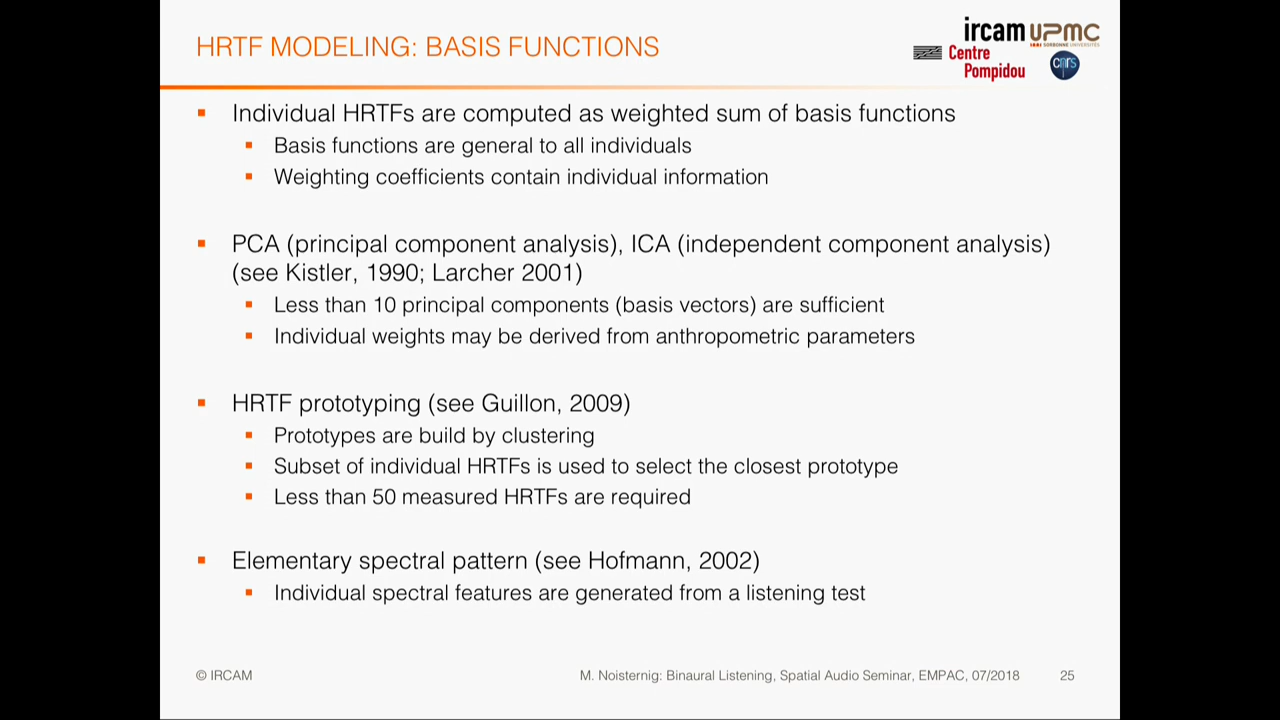 HRTF MODELING: BASIS FUNCTIONS
ircam UPMC
SORBONNE UNIVERSITÉS
Centre
Pompidou
cnrs
Individual HRTFs are computed as weighted sum of basis functions
Basis functions are general to all individuals
Weighting coefficients contain individual information
PCA (principal component analysis), ICA (independent component analysis)
(see Kistler, 1990; Larcher 2001)
Less than 10 principal components (basis vectors) are sufficient
Individual weights may be derived from anthropometric parameters
HRTF prototyping (see Guillon, 2009)
Prototypes are build by clustering
Subset of individual HRTFs is used to select the closest prototype
Less than 50 measured HRTFs are required
Elementary spectral pattern (see Hofmann, 2002)
Individual spectral features are generated from a listening test
© IRCAM
M. Noisternig: Binaural Listening, Spatial Audio Seminar, EMPAC, 07/2018 25